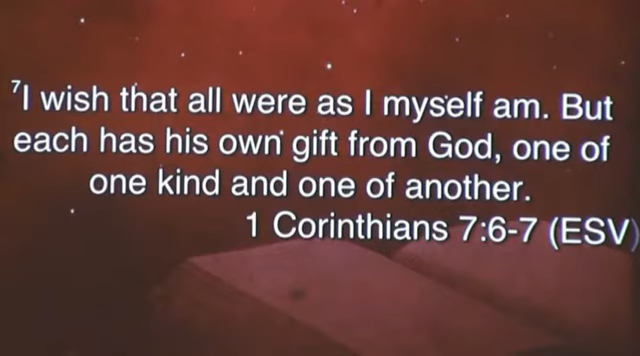 ⁷I wish that all were as I myself am. But
each has his own gift from God, one of
one kind and one of another.
1 Corinthians 7:6-7 (ESV)